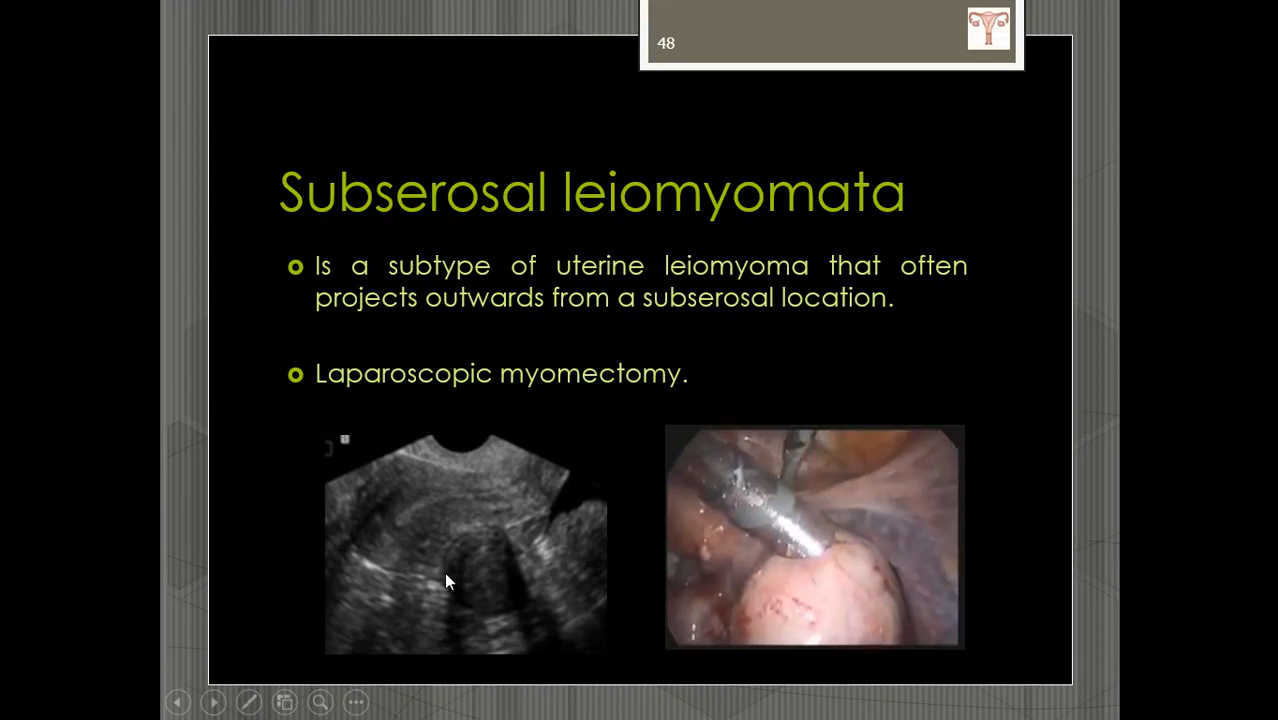 48
Subserosal leiomyomata
Is a subtype of uterine leiomyoma that often
projects outwards from a subserosal location.
Laparoscopic myomectomy.